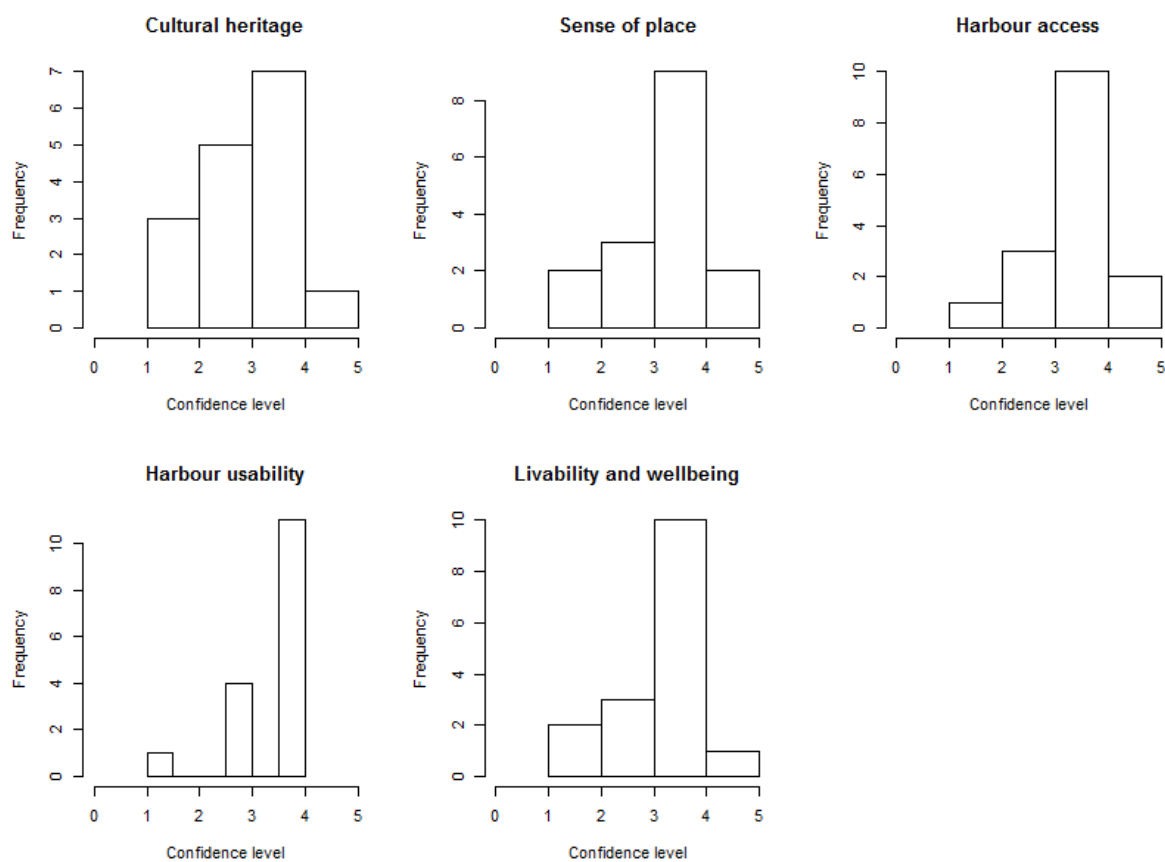 Cultural heritage
Frequency
0 1 2 3 4 5 6 7
0 1 2 3 4 5
Confidence level
Sense of place
Frequency
0 2 4 6 8
0 1 2 3 4 5
Confidence level
Harbour access
Frequency
0 2 4 6 8 10
0 1 2 3 4 5
Confidence level
Harbour usability
Frequency
0 2 4 6 8 10
0 1 2 3 4 5
Confidence level
Livability and wellbeing
Frequency
0 2 4 6 8 10
0 1 2 3 4 5
Confidence level